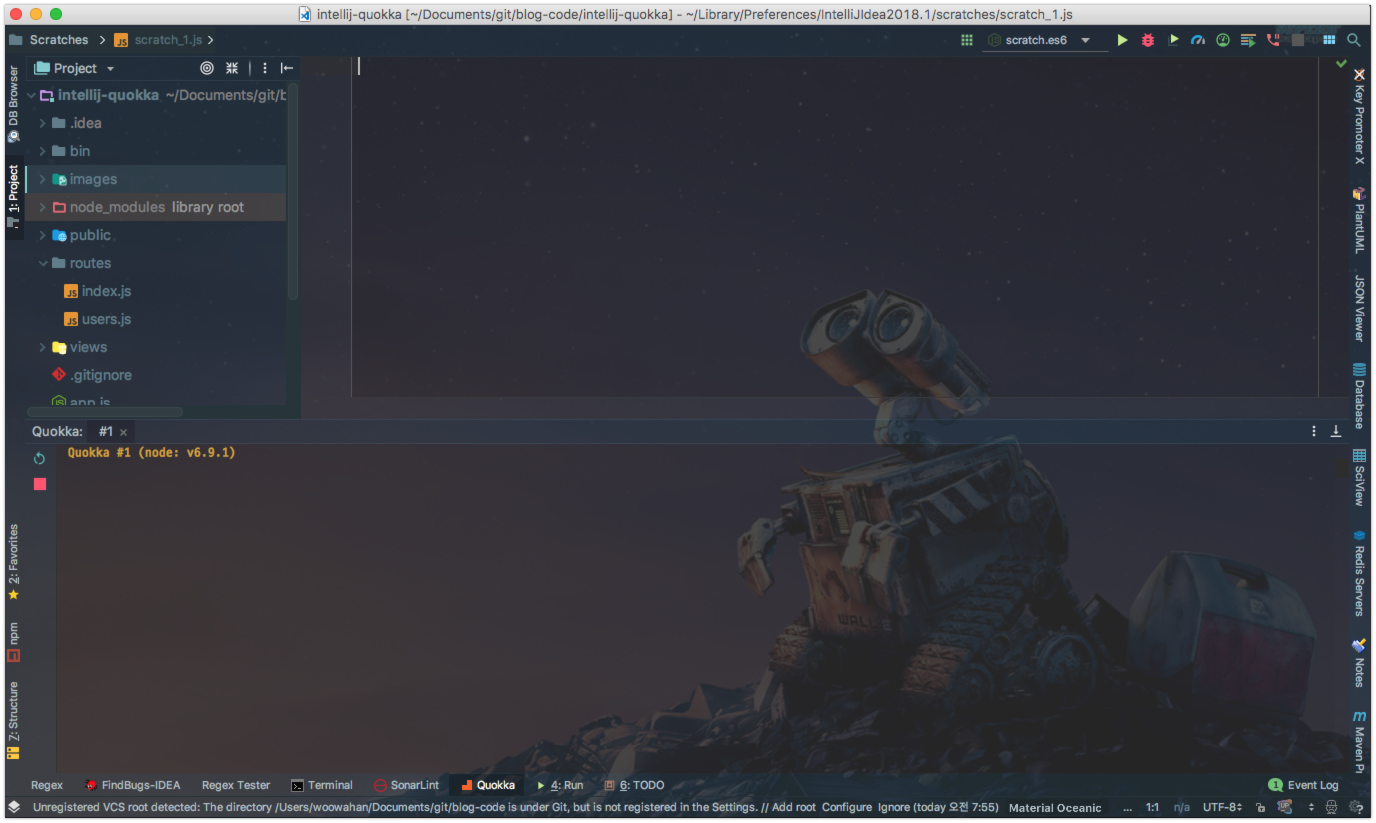 intellij-quokka [~/Documents/git/blog-code/intellij-quokka] - ~/Library/Preferences/IntelliJIdea2018.1/scratches/scratch_1.js
Scratches
scratch_1.js
scratch.es6
Project
intellij-quokka ~/Documents/git/b
.idea
bin
images
node_modules library root
public
routes
index.js
users.js
views
.gitignore
app.js
DB Browser
1: Project
2: Favorites
npm
Z: Structure
Key Promoter X
PlantUML
JSON Viewer
Database
SciView
Redis Servers
Notes
Maven Pr
Quokka: #1
Quokka #1 (node: v6.9.1)
WALL
Regex FindBugs-IDEA Regex Tester Terminal SonarLint Quokka 4: Run 6: TODO 1 Event Log
Unregistered VCS root detected: The directory /Users/woowahan/Documents/git/blog-code is under Git, but is not registered in the Settings. // Add root Configure Ignore (today 오전 7:55) Material Oceanic ... 1:1 n/a UTF-8